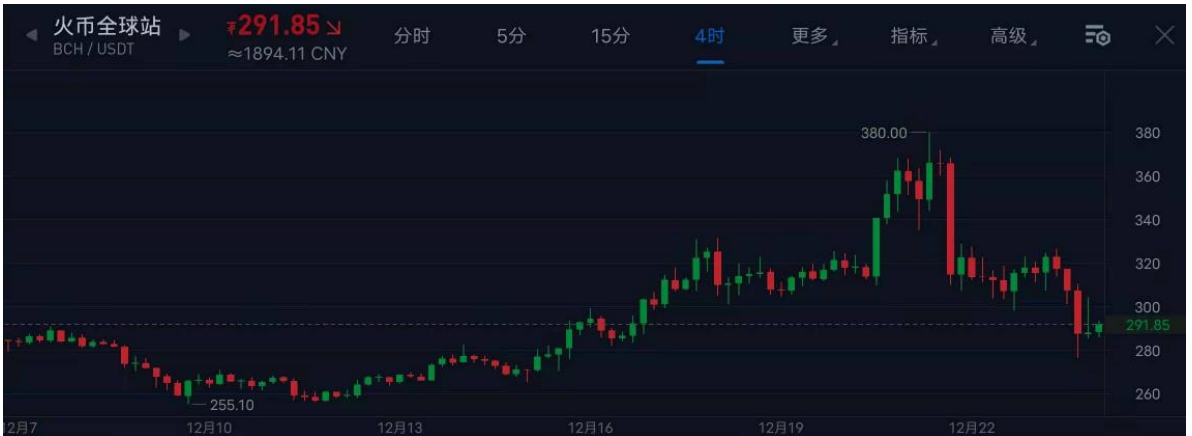 火币全球站
BCH / USDT
₮291.85
≈1894.11 CNY
分时
5分
15分
4时
更多
指标
高级
380.00
380
360
340
320
300
291.85
280
260
255.10
12月7
12月10
12月13
12月16
12月19
12月22